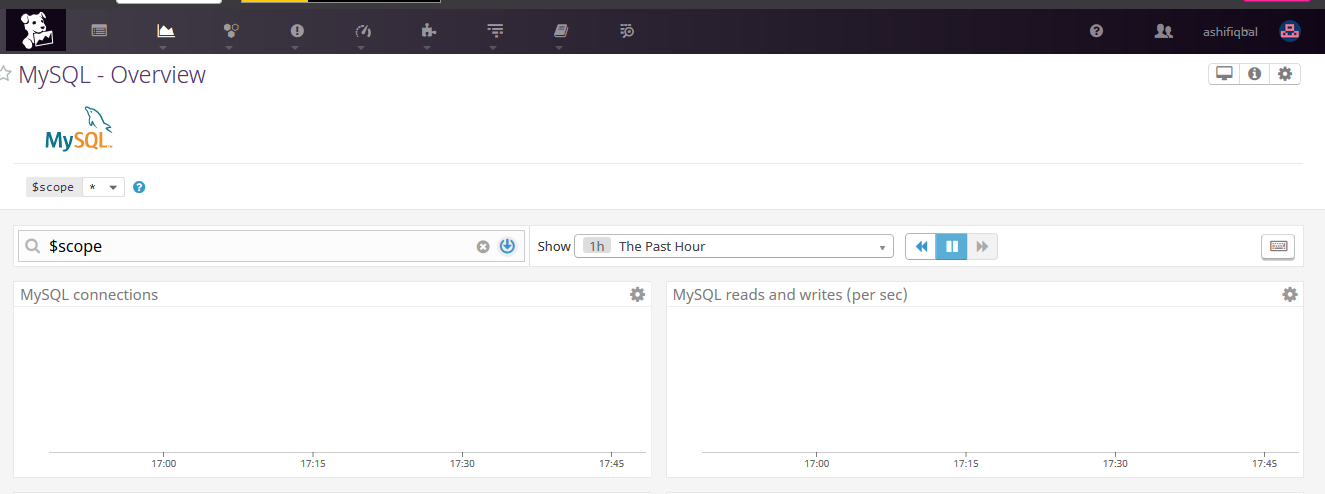 ashifiqbal
MySQL - Overview
MySQL
$scope * 
$scope
Show 1h The Past Hour
MySQL connections
MySQL reads and writes (per sec)
17:00 17:15 17:30 17:45
17:00 17:15 17:30 17:45